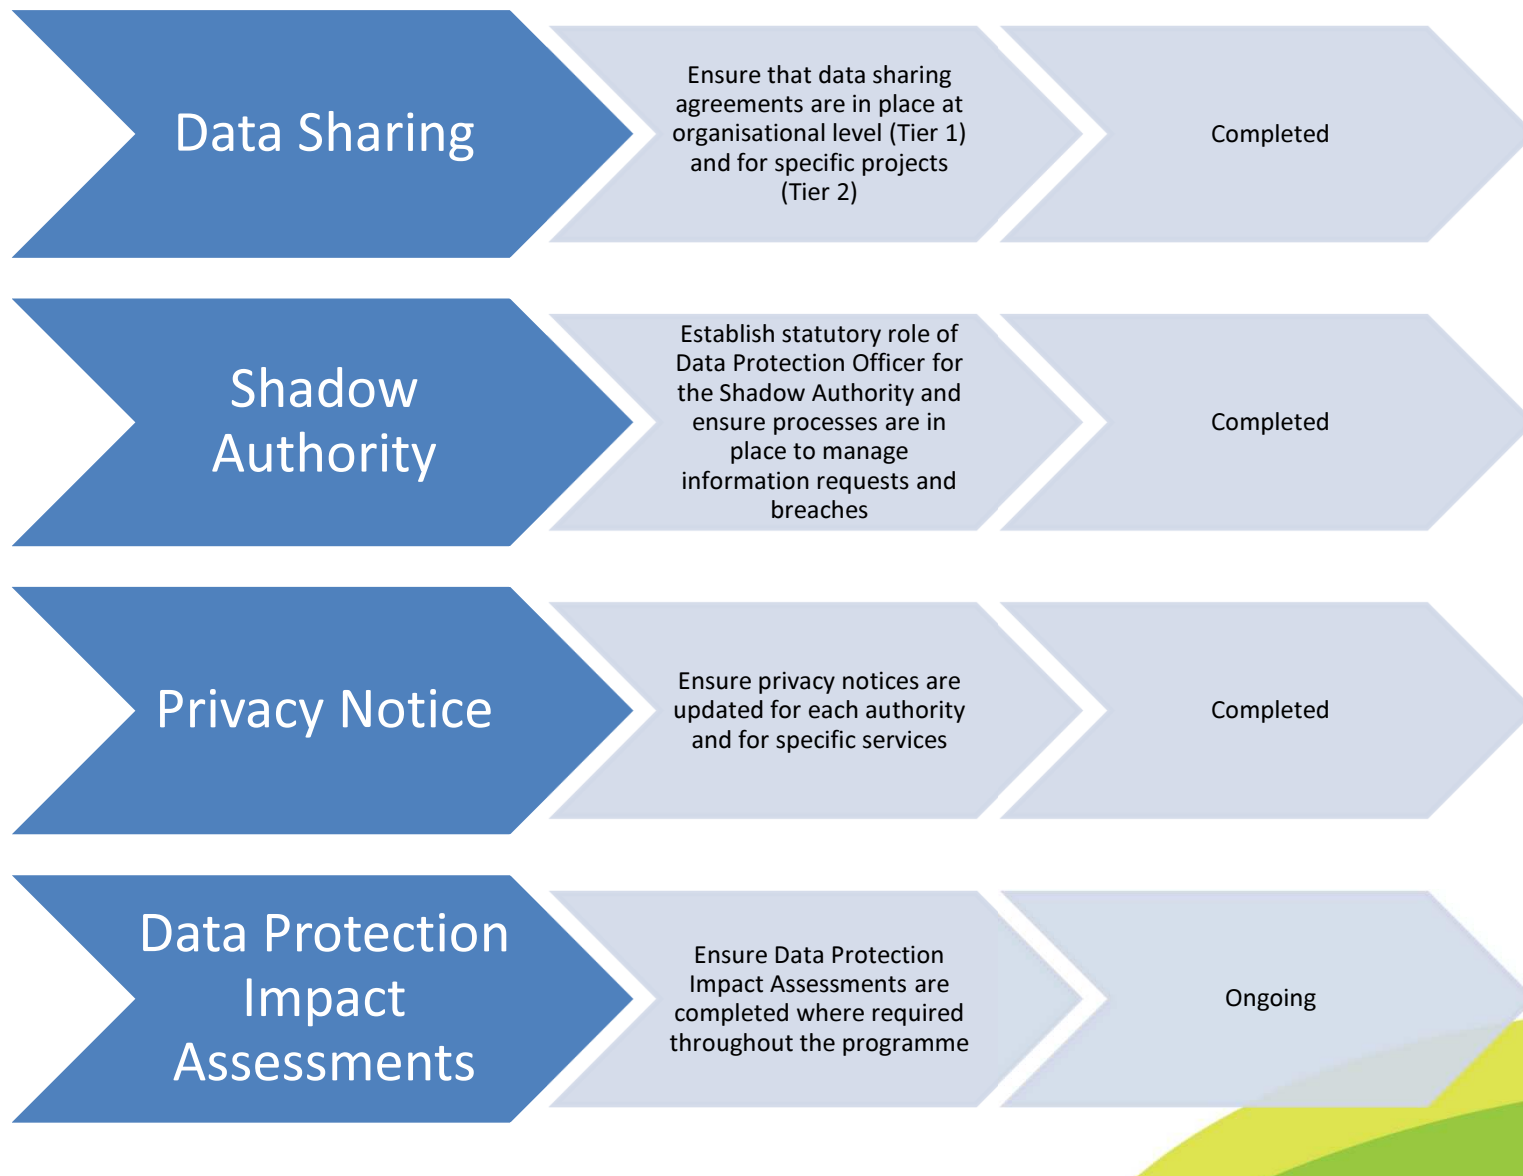 Data Sharing
Ensure that data sharing
agreements are in place at
organisational level (Tier 1)
and for specific projects
(Tier 2)
Completed
Shadow
Authority
Establish statutory role of
Data Protection Officer for
the Shadow Authority and
ensure processes are in
place to manage
information requests and
breaches
Completed
Privacy Notice
Ensure privacy notices are
updated for each authority
and for specific services
Completed
Data Protection
Impact
Assessments
Ensure Data Protection
Impact Assessments are
completed where required
throughout the programme
Ongoing